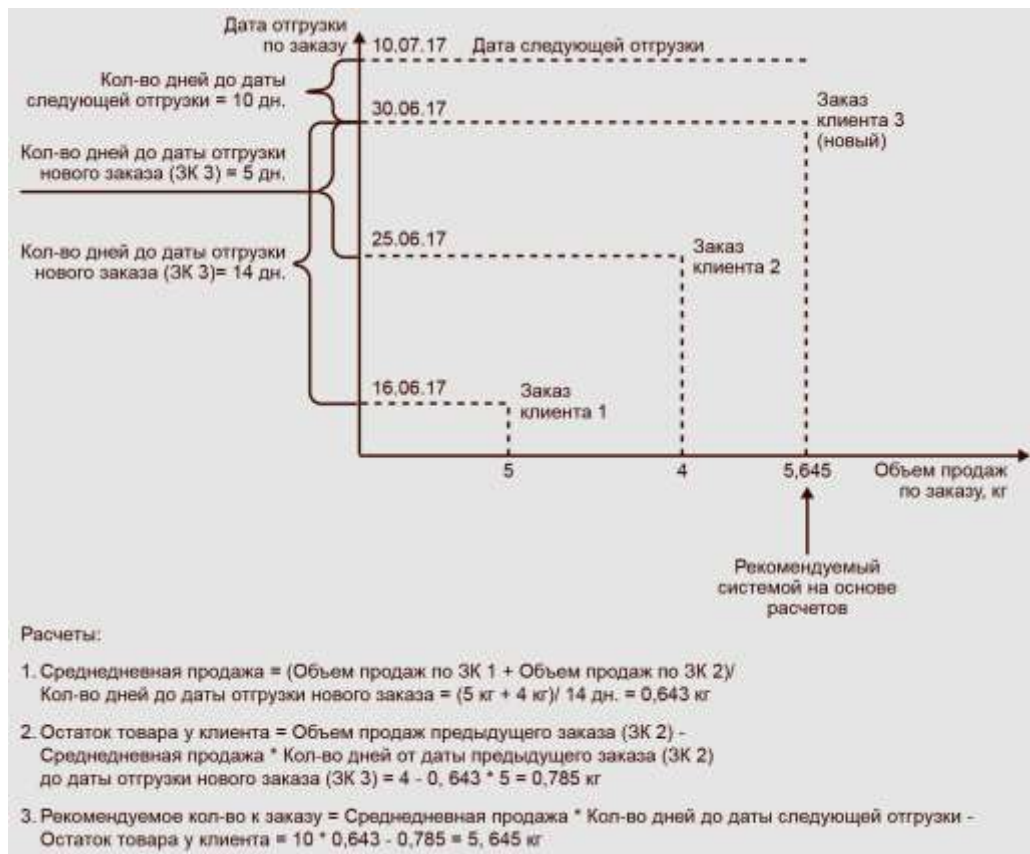 Дата отгрузки
по заказу
10,07.17 Дата следующей отгрузки
Кол-во дней до даты
следующей отгрузки = 10 дн.
30.06.17
Заказ
клиента 3
(новый)
Кол-во дней до даты отгрузки
нового заказа (ЗК 3) = 5 дн.
25.06.17
Заказ
клиента 2
Кол-во дней до даты отгрузки
нового заказа (ЗК 3)= 14 дн.
16,06.17
Заказ
клиента 1
5 4 5,645
Объем продаж
по заказу, кг
Рекомендуемый
системой на основе
расчетов
Расчеты:
1. Среднедневная продажа = (Объем продаж по ЗК 1 + Объем продаж по ЗК 2)/
Кол-во дней до даты отгрузки нового заказа = (5 кг + 4 кг)/ 14 дн. = 0,643 кг
2. Остаток товара у клиента = Объем продаж предыдущего заказа (ЗК 2) -
Среднедневная продажа * Кол-во дней от даты предыдущего заказа (ЗК 2)
до даты отгрузки нового заказа (ЗК 3) = 4 - 0, 643 * 5 = 0,785 кг
3. Рекомендуемое кол-во к заказу = Среднедневная продажа * Кол-во дней до даты следующей отгрузки -
Остаток товара у клиента = 10 * 0,643 - 0,785 = 5, 645 кг